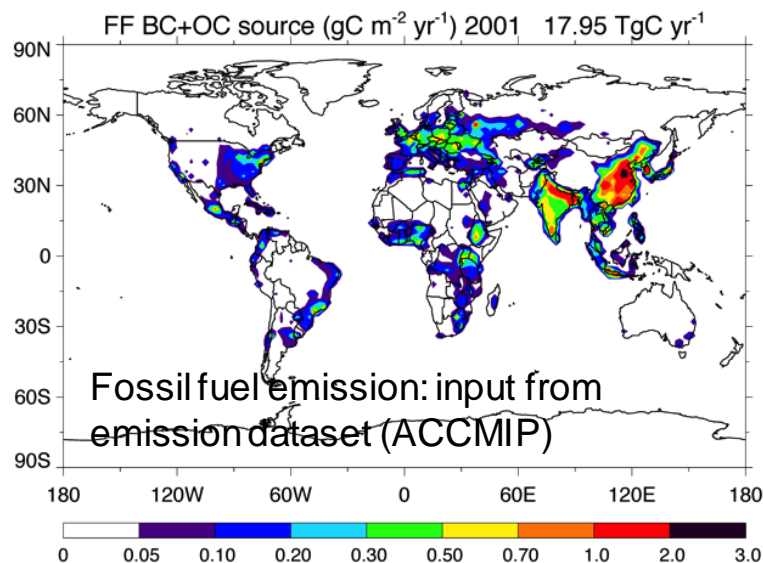 FF BC+OC source (gC m⁻² yr⁻¹) 2001 17.95 TgC yr⁻¹
90N
60N
30N
0
30S
60S
90S
Fossil fuel emission: input from
emission dataset (ACCMIP)
180 120W 60W 0 60E 120E 180
0 0.05 0.10 0.20 0.30 0.50 0.70 1.0 2.0 3.0